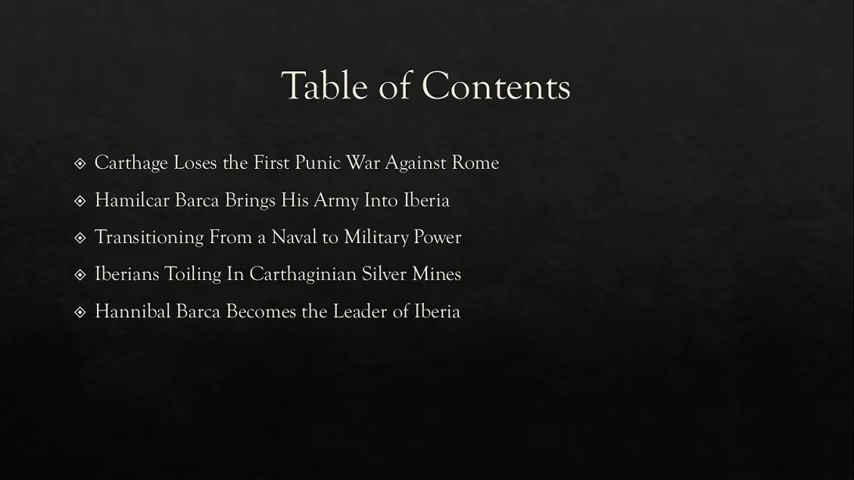 Table of Contents
Carthage Loses the First Punic War Against Rome
Hamilcar Barca Brings His Army Into Iberia
Transitioning From a Naval to Military Power
Iberians Toiling In Carthaginian Silver Mines
Hannibal Barca Becomes the Leader of Iberia